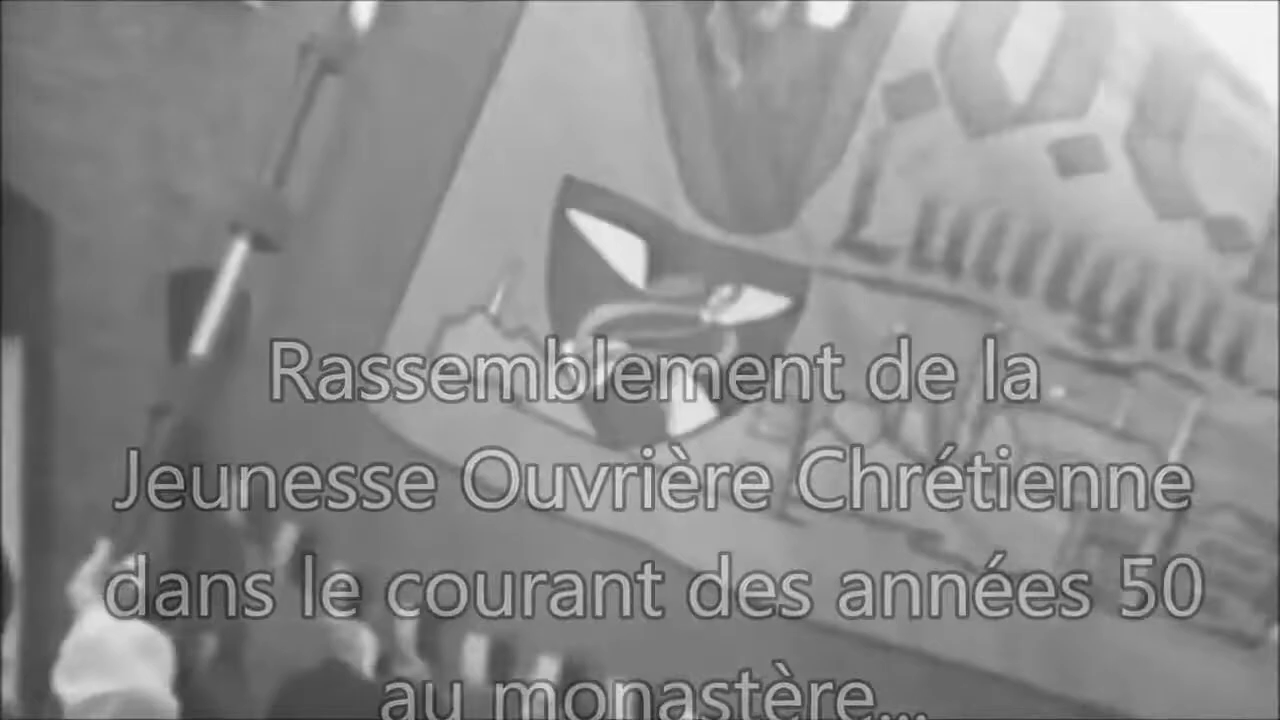 Rassemblement de la
Jeunesse Ouvrière Chrétienne
dans le courant des années 50
au monastère...